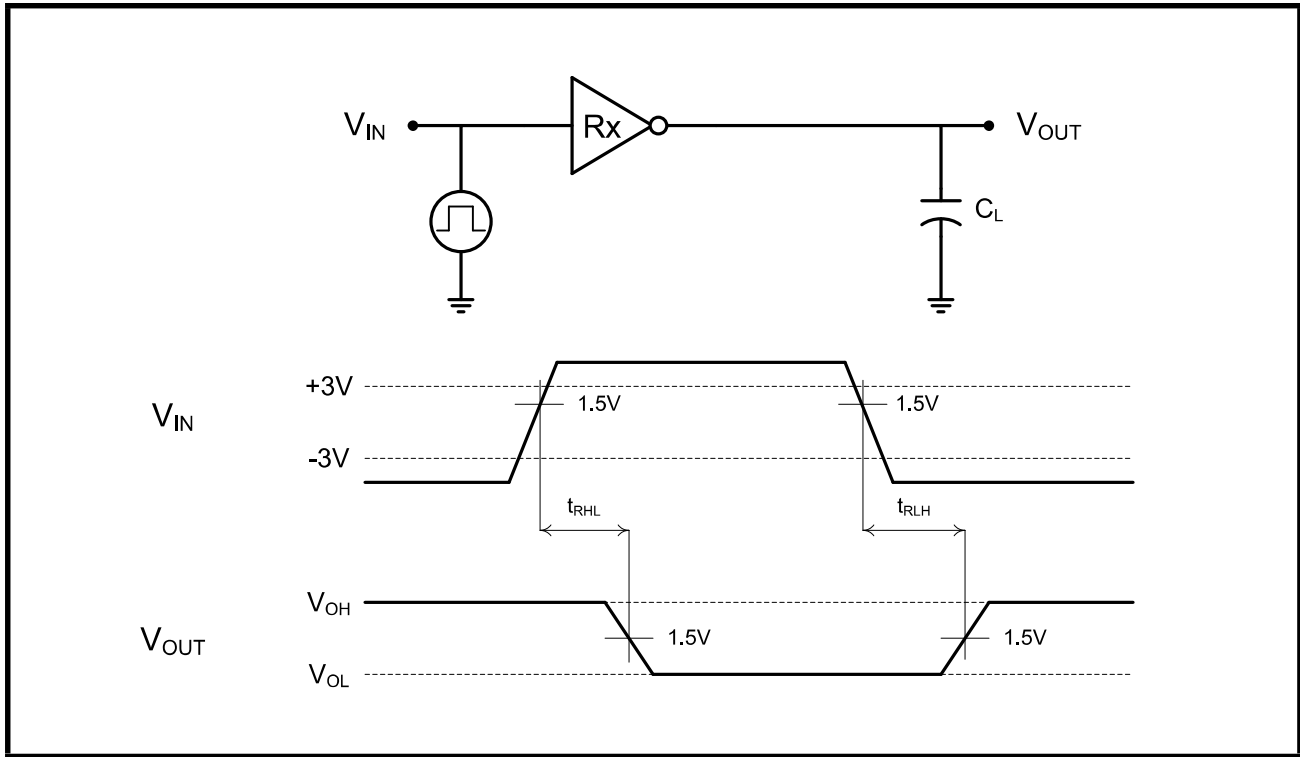 V_IN Rx V_OUT
C_L
+3V
1.5V 1.5V
V_IN
-3V
t_RHL t_RLH
V_OH
1.5V 1.5V
V_OUT
V_OL